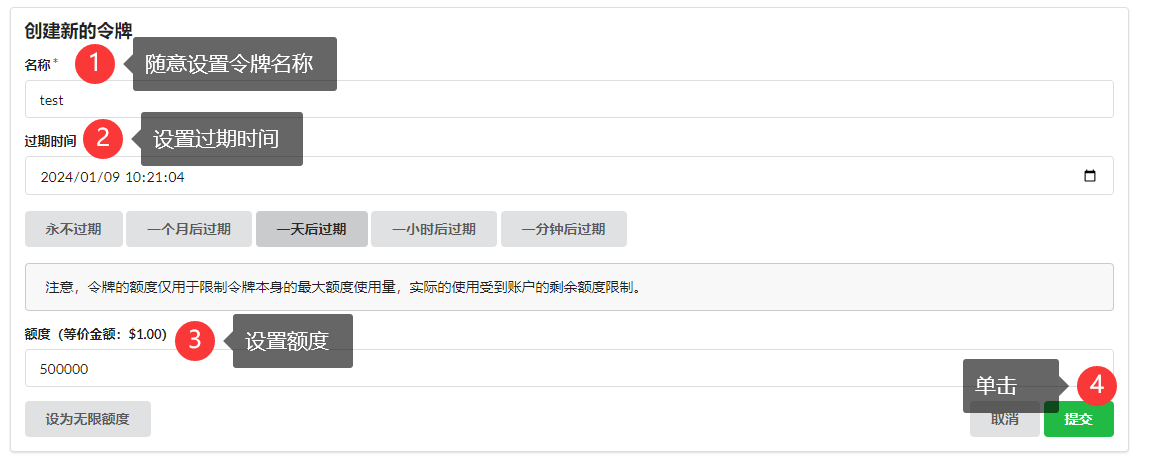 创建新的令牌
名称* 1 随意设置令牌名称
test
过期时间 2 设置过期时间
2024/01/09 10:21:04
永不过期 一个月后过期 一天后过期 一小时后过期 一分钟后过期
注意，令牌的额度仅用于限制令牌本身的最大额度使用量，实际的使用受到账户的剩余额度限制。
额度（等价金额：$1.00） 3 设置额度
500000
单击 4
设为无限额度 取消 提交